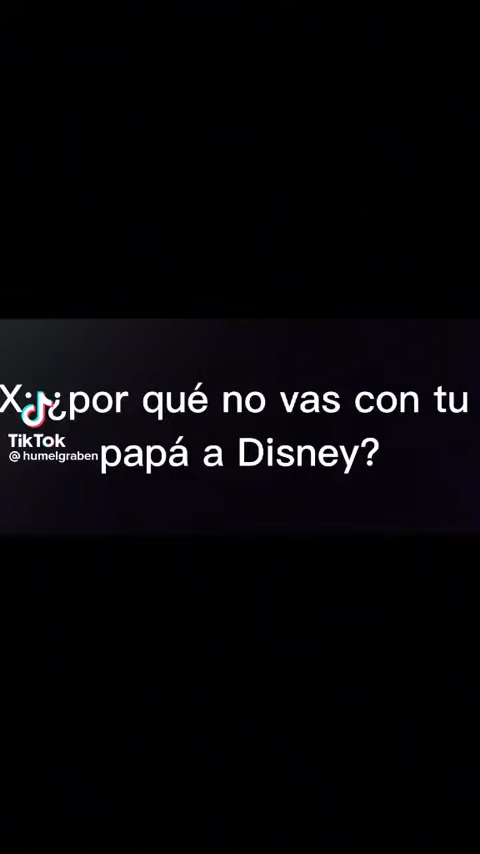 X:¿por qué no vas con tu
papá a Disney?
TikTok
@humelgraben